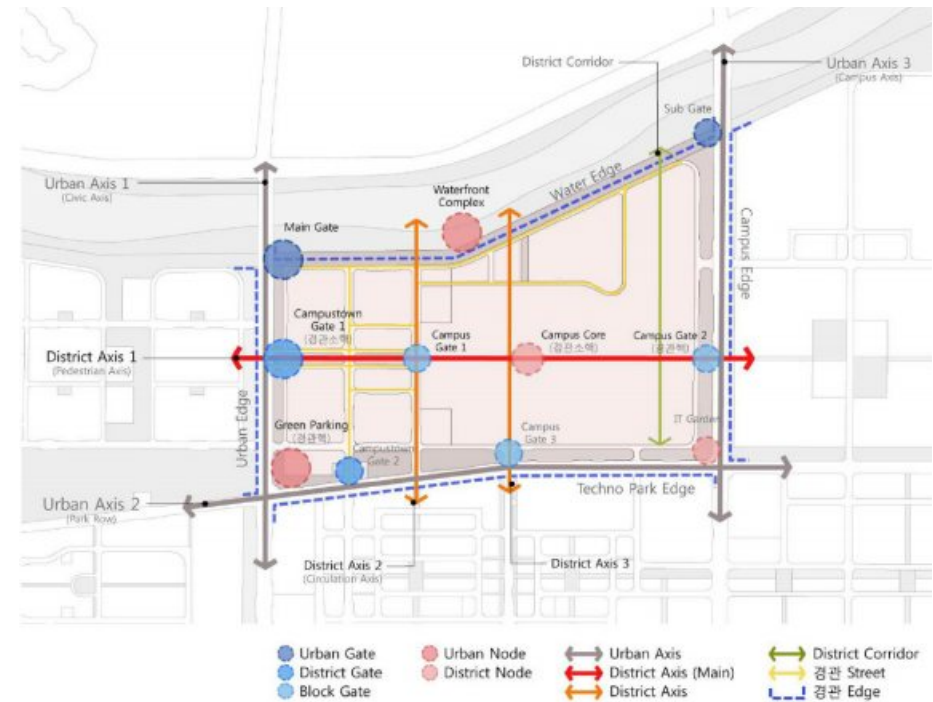 District Corridor
Urban Axis 3
(Campus Axis)
Sub Gate
Urban Axis 1
(Civic Axis)
Waterfront
Complex
Water Edge
Main Gate
Campus Edge
Campustown
Gate 1
(경관소핵)
Campus
Gate 1
Campus Core
(경관소핵)
Campus Gate 2
(경관핵)
District Axis 1
(Pedestrian Axis)
Urban Edge
Green Parking
(경관핵)
Campustown
Gate 2
Campus
Gate 3
IT Garden
Urban Axis 2
(Park Row)
Techno Park Edge
District Axis 2
(Circulation Axis)
District Axis 3
Urban Gate
District Gate
Block Gate
Urban Node
District Node
Urban Axis
District Axis (Main)
District Axis
District Corridor
경관 Street
경관 Edge